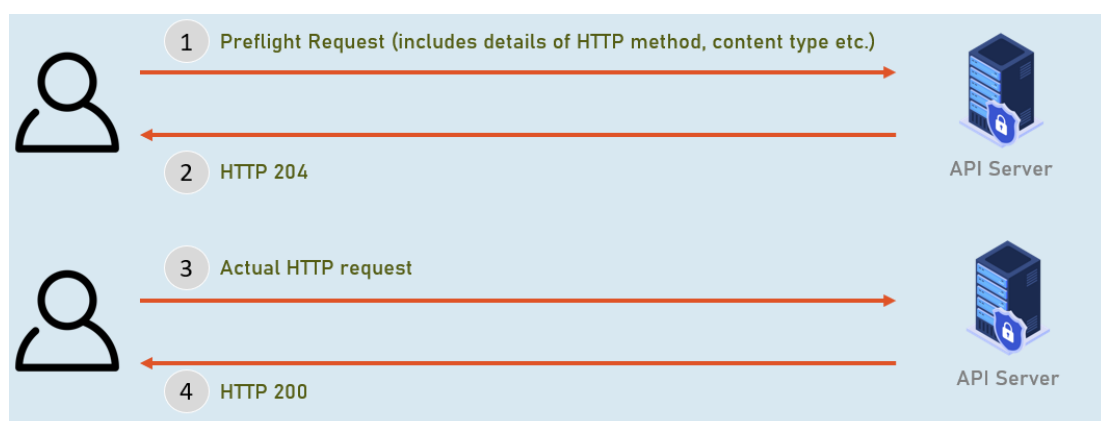 1 Preflight Request (includes details of HTTP method, content type etc.)
API Server
2 HTTP 204
3 Actual HTTP request
API Server
4 HTTP 200